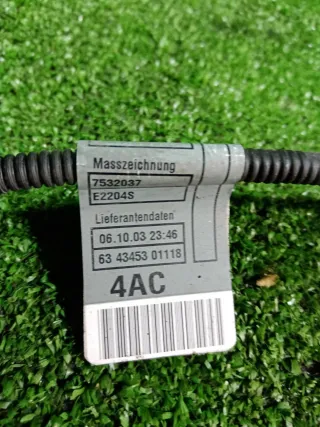 Masszeichnung
7532037
E2204S
Lieferantendaten
06.10.03 23:46
63 43453 01118
4AC